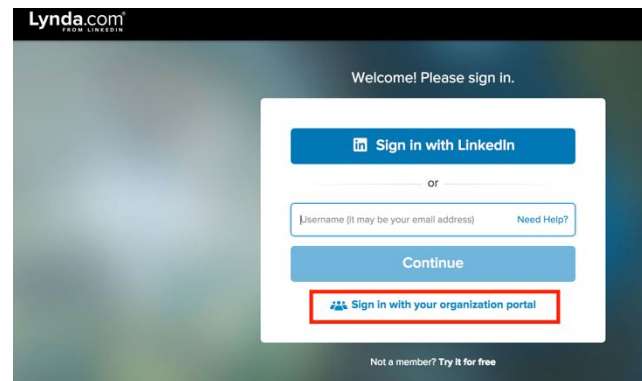 Lynda.com®
FROM LINKEDIN
Welcome! Please sign in.
in Sign in with LinkedIn
or
Username (it may be your email address) Need Help?
Continue
Sign in with your organization portal
Not a member? Try it for free